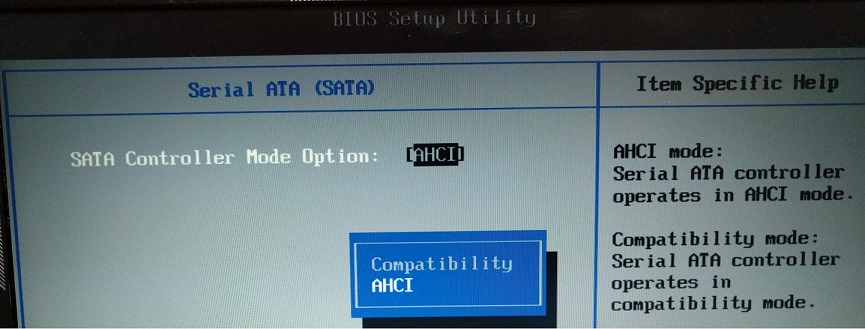 BIOS Setup Utility
Serial ATA (SATA)
Item Specific Help
SATA Controller Mode Option: [AHCI]
AHCI mode:
Serial ATA controller
operates in AHCI mode.
Compatibility mode:
Serial ATA controller
operates in
compatibility mode.
Compatibility
AHCI